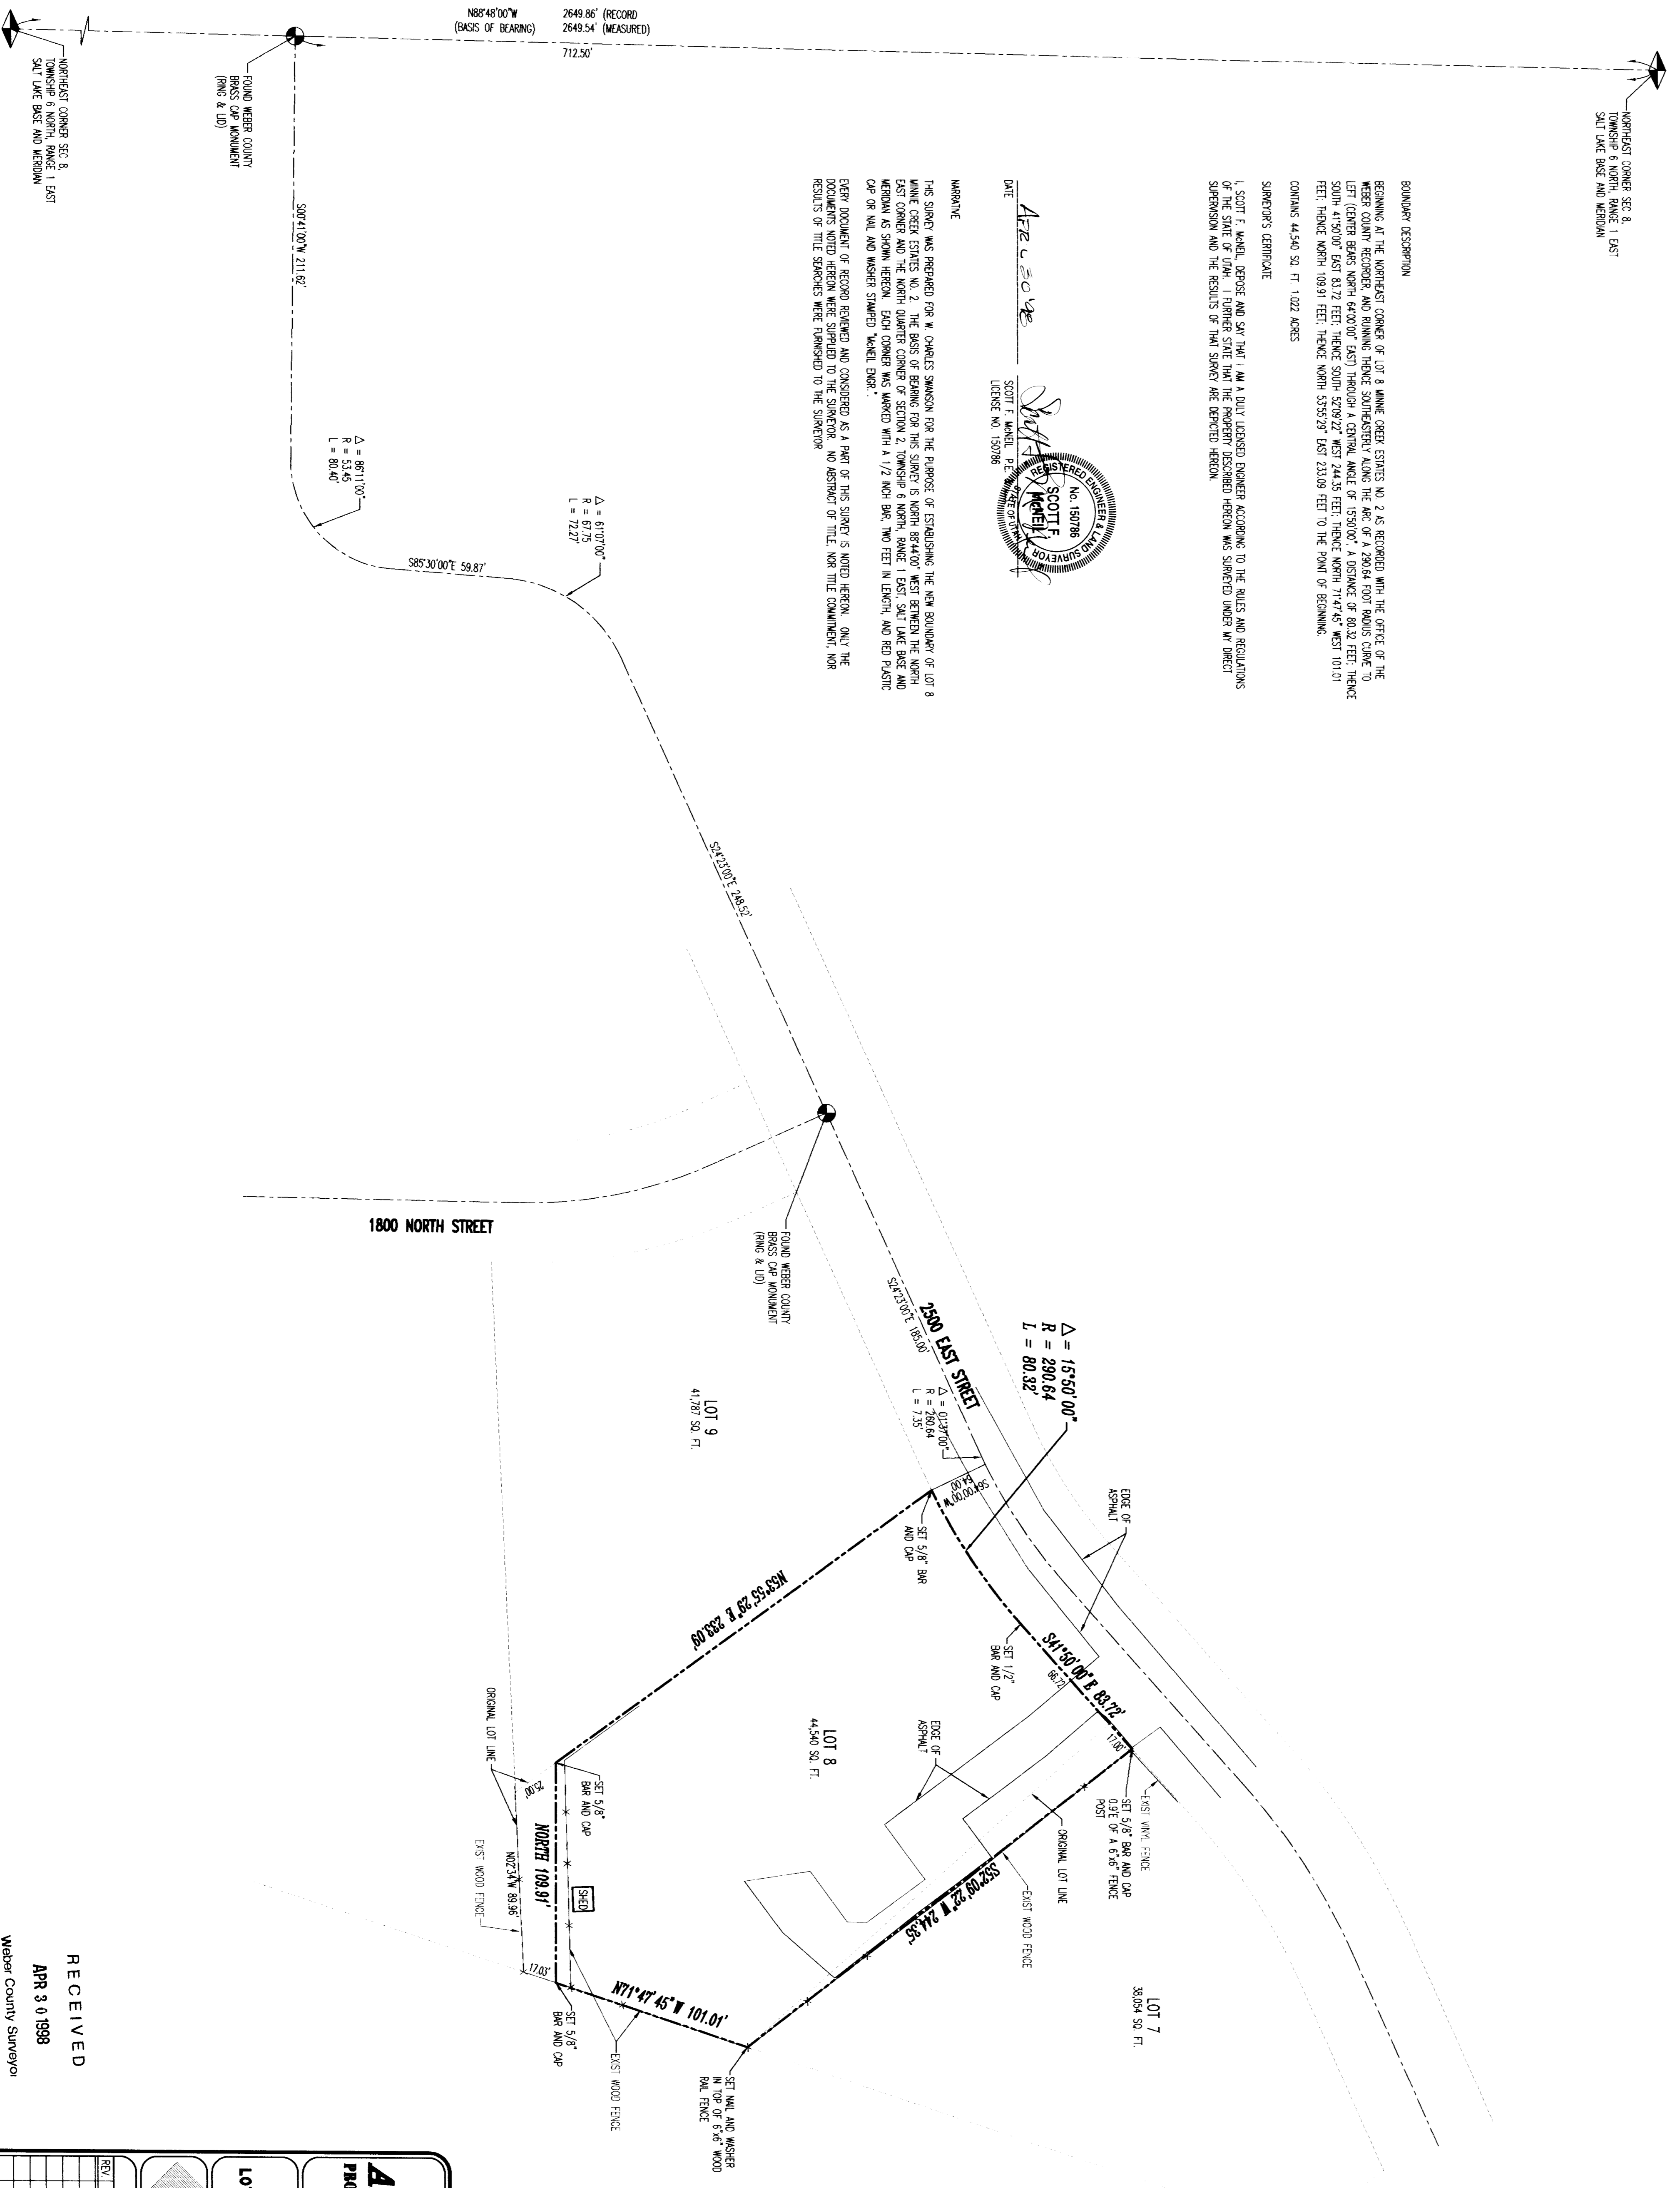 NORTHEAST CORNER SEC 8,
TOWNSHIP 6 NORTH, RANGE 1 EAST
SALT LAKE BASE AND MERIDIAN
N88°48'00"W 2649.86' (RECORD
(BASIS OF BEARING) 2649.54' (MEASURED)
712.50'
NORTHEAST CORNER SEC 8,
TOWNSHIP 6 NORTH, RANGE 1 EAST
SALT LAKE BASE AND MERIDIAN
FOUND WEBER COUNTY
BRASS CAP MONUMENT
(RING & LID)
BOUNDARY DESCRIPTION
BEGINNING AT THE NORTHEAST CORNER OF LOT 8 MINNIE CREEK ESTATES NO. 2 AS RECORDED WITH THE OFFICE OF THE
WEBER COUNTY RECORDER, AND RUNNING THENCE SOUTHEASTERLY ALONG THE ARC OF A 290.64 FOOT RADIUS CURVE TO
LEFT (CENTER BEARS NORTH 64°00'00" EAST) THROUGH A CENTRAL ANGLE OF 15°50'00", A DISTANCE OF 80.32 FEET; THENCE
SOUTH 41°50'00" EAST 83.72 FEET; THENCE SOUTH 52°09'22" WEST 244.35 FEET; THENCE NORTH 71°47'45" WEST 101.01
FEET; THENCE NORTH 109.91 FEET; THENCE NORTH 53°55'29" EAST 233.09 FEET TO THE POINT OF BEGINNING.
CONTAINS 44,540 SQ. FT. 1.022 ACRES
SURVEYOR'S CERTIFICATE
I, SCOTT F. McNEIL, DEPOSE AND SAY THAT I AM A DULY LICENSED ENGINEER ACCORDING TO THE RULES AND REGULATIONS
OF THE STATE OF UTAH. I FURTHER STATE THAT THE PROPERTY DESCRIBED HEREON WAS SURVEYED UNDER MY DIRECT
SUPERVISION AND THE RESULTS OF THAT SURVEY ARE DEPICTED HEREON.
DATE
SCOTT F. McNEIL P.E.
LICENSE NO. 150786
REGISTERED ENGINEER & LAND SURVEYOR
No. 150786
SCOTT F.
McNEIL
STATE OF UTAH
NARRATIVE
THIS SURVEY WAS PREPARED FOR W. CHARLES SWANSON FOR THE PURPOSE OF ESTABLISHING THE NEW BOUNDARY OF LOT 8
MINNIE CREEK ESTATES NO. 2. THE BASIS OF BEARING FOR THIS SURVEY IS NORTH 88°44'00" WEST BETWEEN THE NORTH
EAST CORNER AND THE NORTH QUARTER CORNER OF SECTION 2, TOWNSHIP 6 NORTH, RANGE 1 EAST, SALT LAKE BASE AND
MERIDIAN AS SHOWN HEREON. EACH CORNER WAS MARKED WITH A 1/2 INCH BAR, TWO FEET IN LENGTH, AND RED PLASTIC
CAP OR NAIL AND WASHER STAMPED "McNEIL ENGR."
EVERY DOCUMENT OF RECORD REVIEWED AND CONSIDERED AS A PART OF THIS SURVEY IS NOTED HEREON. ONLY THE
DOCUMENTS NOTED HEREON WERE SUPPLIED TO THE SURVEYOR. NO ABSTRACT OF TITLE, NOR TITLE COMMITMENT, NOR
RESULTS OF TITLE SEARCHES WERE FURNISHED TO THE SURVEYOR
S00°41'00"W 211.62'
Δ = 86°11'00"
R = 53.45
L = 80.40'
S85°30'00"E 59.87'
Δ = 61°07'00"
R = 67.75
L = 72.27'
S24°23'00"E 248.52'
FOUND WEBER COUNTY
BRASS CAP MONUMENT
(RING & LID)
1800 NORTH STREET
2500 EAST STREET
S24°23'00"E 185.00'
Δ = 01°37'00"
R = 260.64
L = 7.35'
Δ = 15°50'00"
R = 290.64
L = 80.32'
S64°00'00"W
SET 5/8" BAR
AND CAP
EDGE OF
ASPHALT
SET 1/2"
BAR AND CAP
S41°50'00"E 83.72'
66.72'
17.00'
EXIST VINYL FENCE
SET 5/8" BAR AND CAP
0.9'E OF A 6"x6" FENCE
POST
ORIGINAL LOT LINE
EXIST WOOD FENCE
EDGE OF
ASPHALT
LOT 9
41,787 SQ. FT.
LOT 8
44,540 SQ. FT.
LOT 7
38,054 SQ. FT.
N53°55'29"E 233.09'
S52°09'22"W 244.35'
ORIGINAL LOT LINE
25.00'
SET 5/8"
BAR AND CAP
NORTH 109.91'
SHED
N02°34'W 89.96'
EXIST WOOD FENCE
17.03'
N71°47'45"W 101.01'
SET 5/8"
BAR AND CAP
EXIST WOOD FENCE
SET NAIL AND WASHER
IN TOP OF 6"x6" WOOD
RAIL FENCE
RECEIVED
APR 30 1998
Weber County Surveyor
REV.